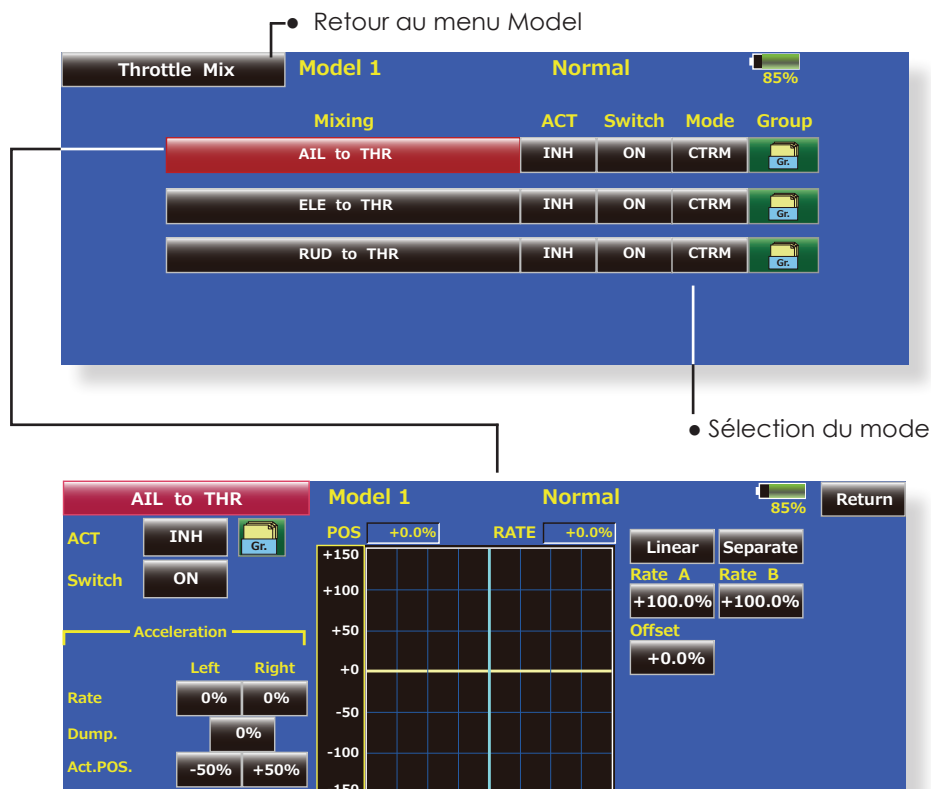 ● Retour au menu Model
Throttle Mix Model 1 Normal 85%
Mixing ACT Switch Mode Group
AIL to THR INH ON CTRM Gr.
ELE to THR INH ON CTRM Gr.
RUD to THR INH ON CTRM Gr.
● Sélection du mode
AIL to THR Model 1 Normal 85% Return
ACT INH Gr. POS +0.0% RATE +0.0% Linear Separate
Switch ON Rate A Rate B
+100.0% +100.0%
Acceleration Offset
+0.0%
Left Right
Rate 0% 0%
Dump. 0%
Act.POS. -50% +50%
+150
+100
+50
+0
-50
-100
-150